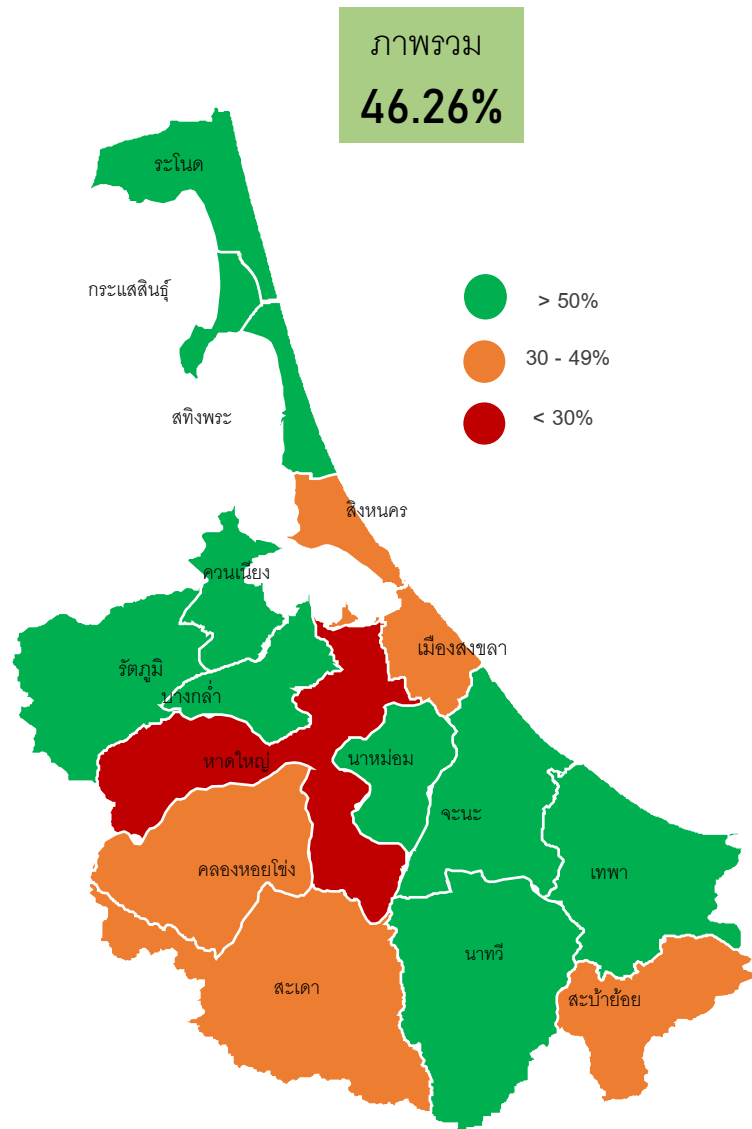 ภาพรวม
46.26%
ระโนด
กระแสสินธุ์
> 50%
30 - 49%
สทิงพระ
< 30%
สิงหนคร
ควนเนียง
เมืองสงขลา
รัตภูมิ
บางกล่ำ
หาดใหญ่
นาหม่อม
จะนะ
คลองหอยโข่ง
เทพา
นาทวี
สะเดา
สะบ้าย้อย